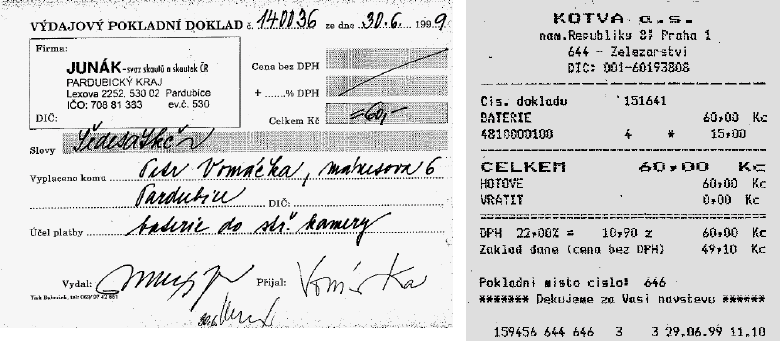 VÝDAJOVÝ POKLADNÍ DOKLAD č. 140036 ze dne 30.6. 1999.
Firma:
JUNÁK - svaz skautů a skautek ČR
PARDUBICKÝ KRAJ
Lexova 2252, 530 02 Pardubice
IČO: 708 81 383 ev.č. 530
DIČ:
Cena bez DPH
+ ......% DPH
Celkem Kč =60,-
Slovy Šedesátkč
Vyplaceno komu Petr Vomáčka, mánesova 6
Pardubice DIČ:
Účel platby baterie do stř. kamery
Vydal: Přijal: Vomáčka
30.6.
KOTVA a.s.
nam.Republiky 8, Praha 1
644 - Zelezarstvi
DIC: 001-60193808
Cis. dokladu 151641
BATERIE 60,00 Kc
4810000100 4 * 15,00
CELKEM 60,00 Kc
HOTOVE 60,00 Kc
VRATIT 0,00 Kc
DPH 22,00% = 10,90 z 60,00 Kc
Zaklad dane (cena bez DPH) 49,10 Kc
Pokladni misto cislo: 646
******* Dekujeme za Vasi navstevu ******
159456 644 646 3 3 29.06.99 11.10